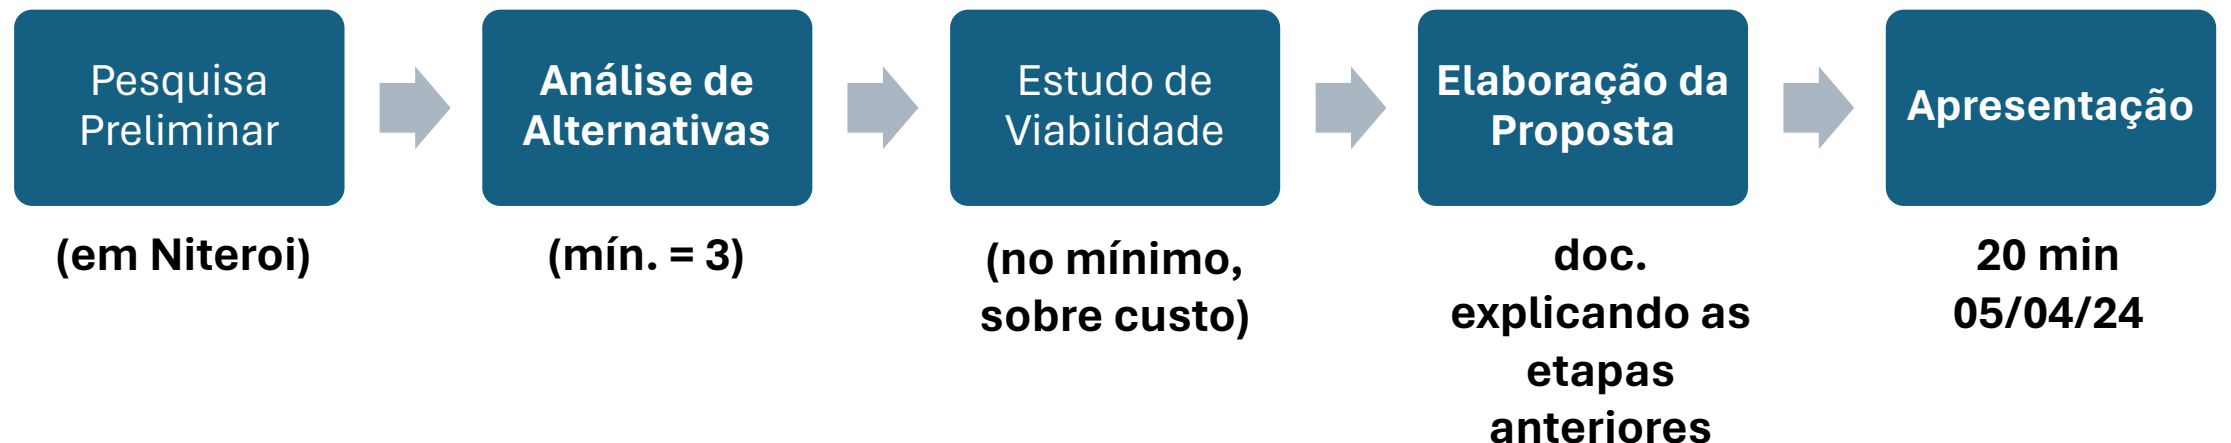 Pesquisa
Preliminar
(em Niteroi)
Análise de
Alternativas
(mín. = 3)
Estudo de
Viabilidade
(no mínimo,
sobre custo)
Elaboração da
Proposta
doc.
explicando as
etapas
anteriores
Apresentação
20 min
05/04/24